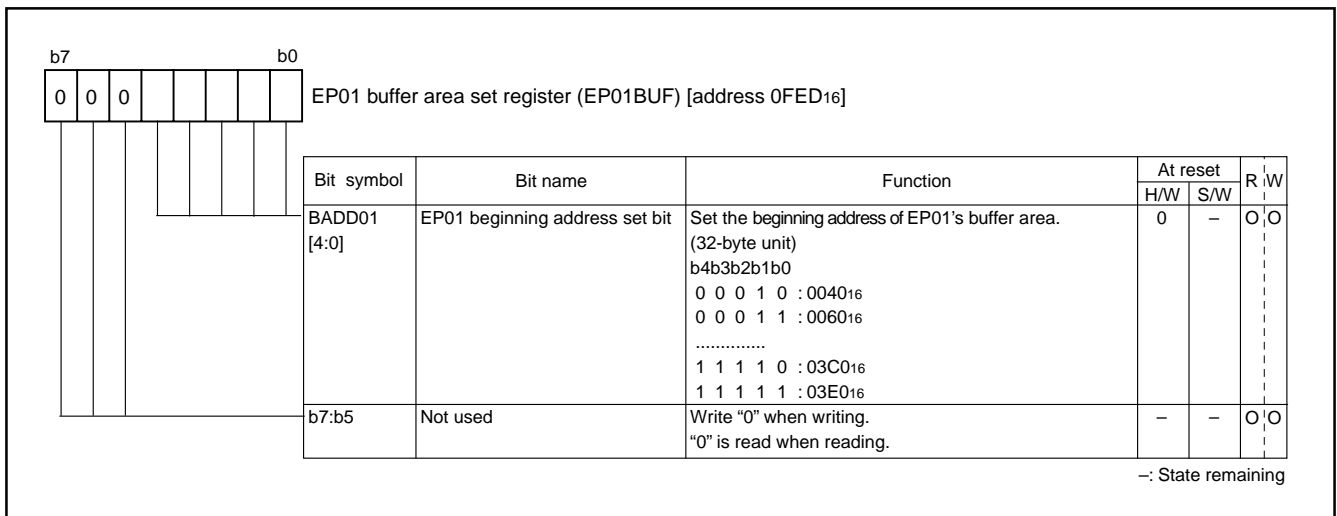 b7 b0
0 0 0 EP01 buffer area set register (EP01BUF) [address 0FED16]
Bit symbol Bit name Function At reset R W
H/W S/W
BADD01 EP01 beginning address set bit Set the beginning address of EP01's buffer area. 0 – O O
[4:0] (32-byte unit)
b4b3b2b1b0
0 0 0 1 0 : 004016
0 0 0 1 1 : 006016
..............
1 1 1 1 0 : 03C016
1 1 1 1 1 : 03E016
b7:b5 Not used Write “0” when writing. – – O O
“0” is read when reading.
–: State remaining